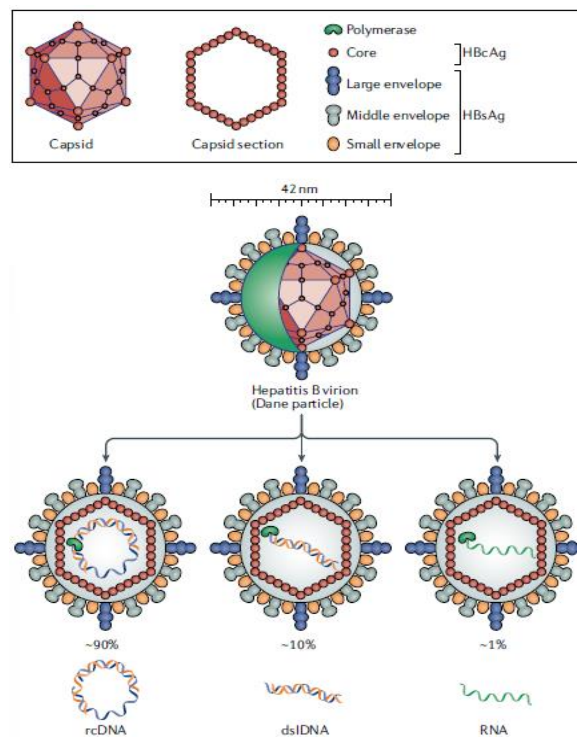 Polymerase
Core
HBcAg
Large envelope
Middle envelope
HBsAg
Small envelope
Capsid
Capsid section
42 nm
Hepatitis B virion
(Dane particle)
~90%
~10%
~1%
rcDNA
dslDNA
RNA